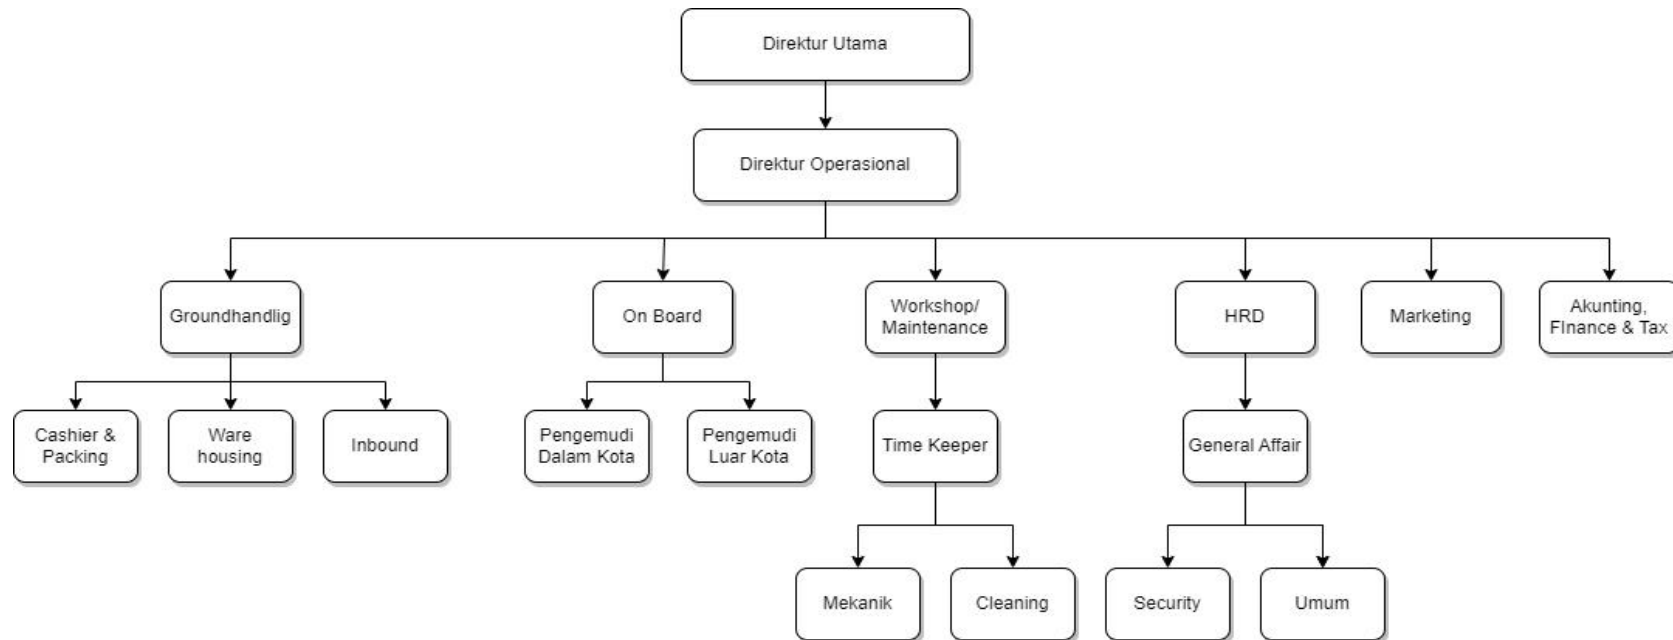 Direktur Utama
Direktur Operasional
Groundhandlig
On Board
Workshop/
Maintenance
HRD
Marketing
Akunting,
FInance & Tax
Cashier &
Packing
Ware
housing
Inbound
Pengemudi
Dalam Kota
Pengemudi
Luar Kota
Time Keeper
General Affair
Mekanik
Cleaning
Security
Umum